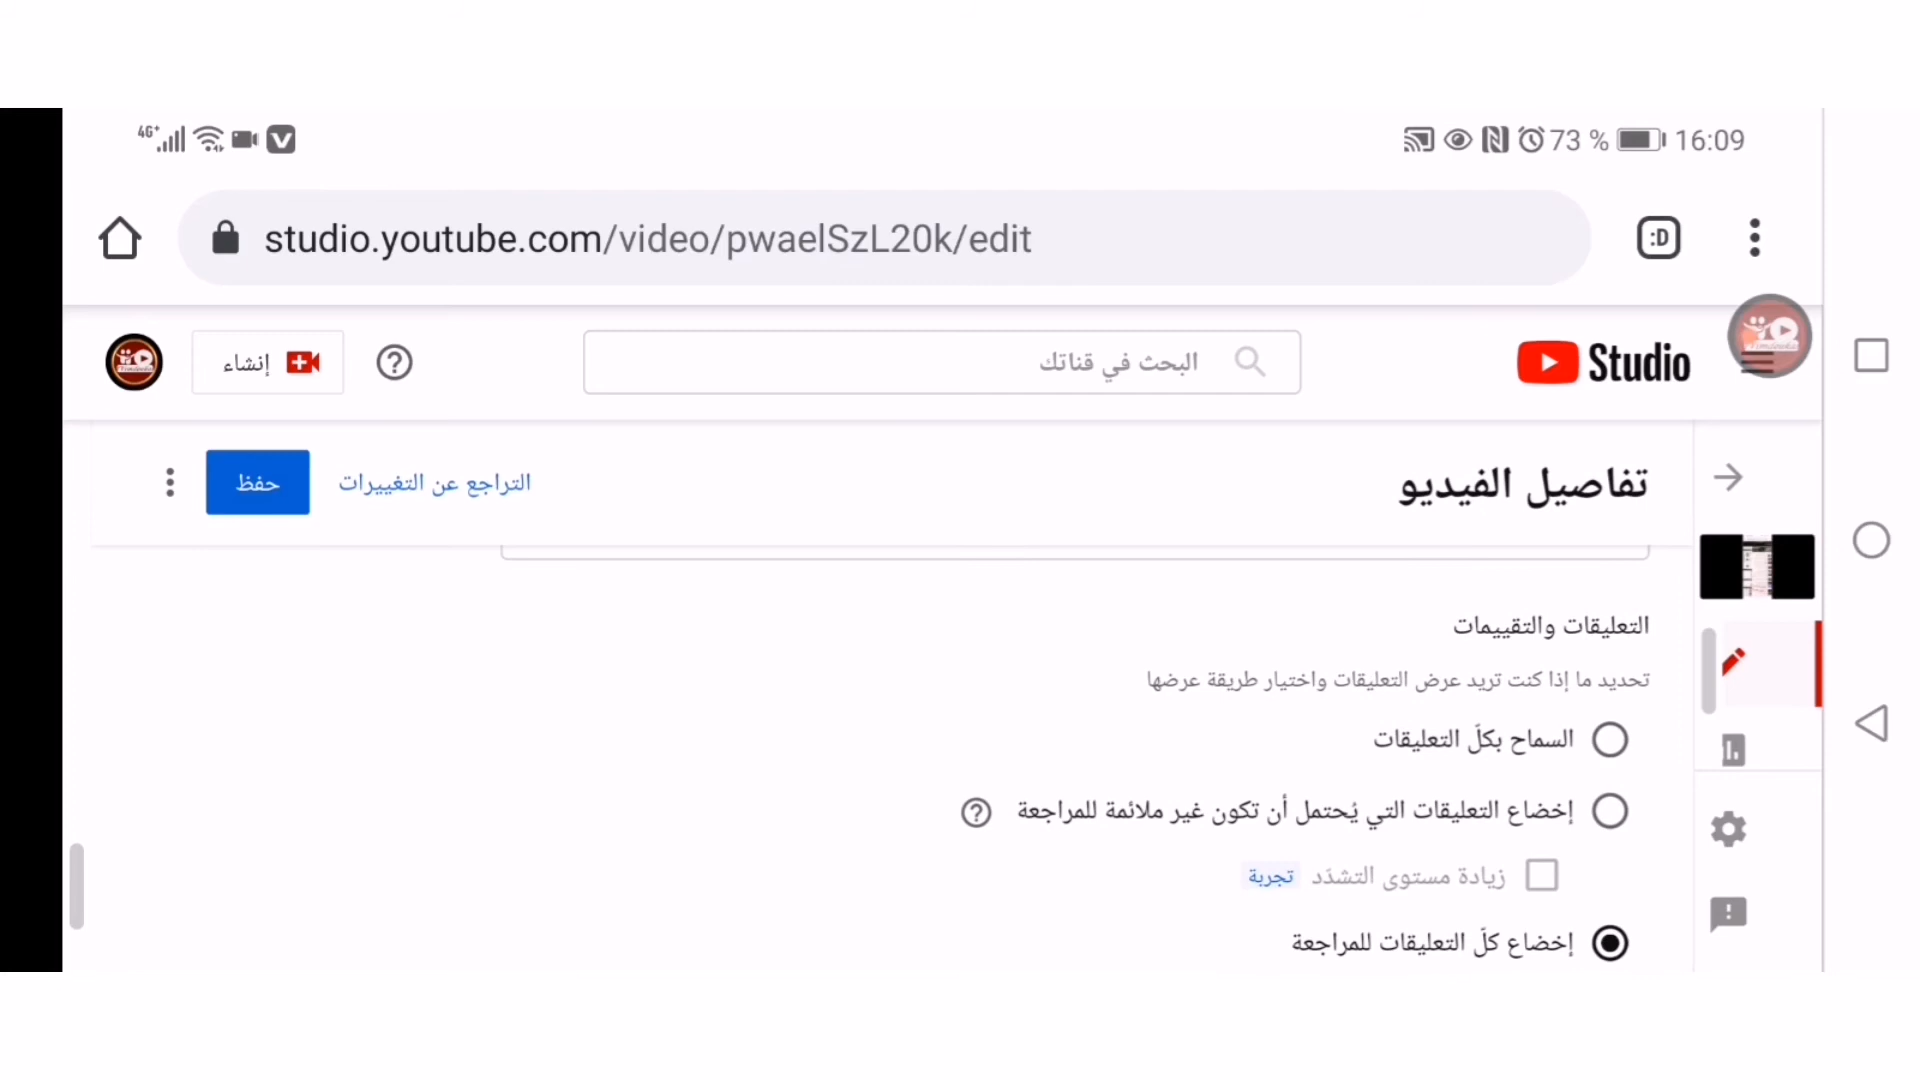 4G+
73 % 16:09
studio.youtube.com/video/pwaelSzL20k/edit
:D
Studio
البحث في قناتك
إنشاء
تفاصيل الفيديو
التراجع عن التغييرات
حفظ
التعليقات والتقييمات
تحديد ما إذا كنت تريد عرض التعليقات واختيار طريقة عرضها
السماح بكلّ التعليقات
إخضاع التعليقات التي يُحتمل أن تكون غير ملائمة للمراجعة
زيادة مستوى التشدّد تجربة
إخضاع كلّ التعليقات للمراجعة